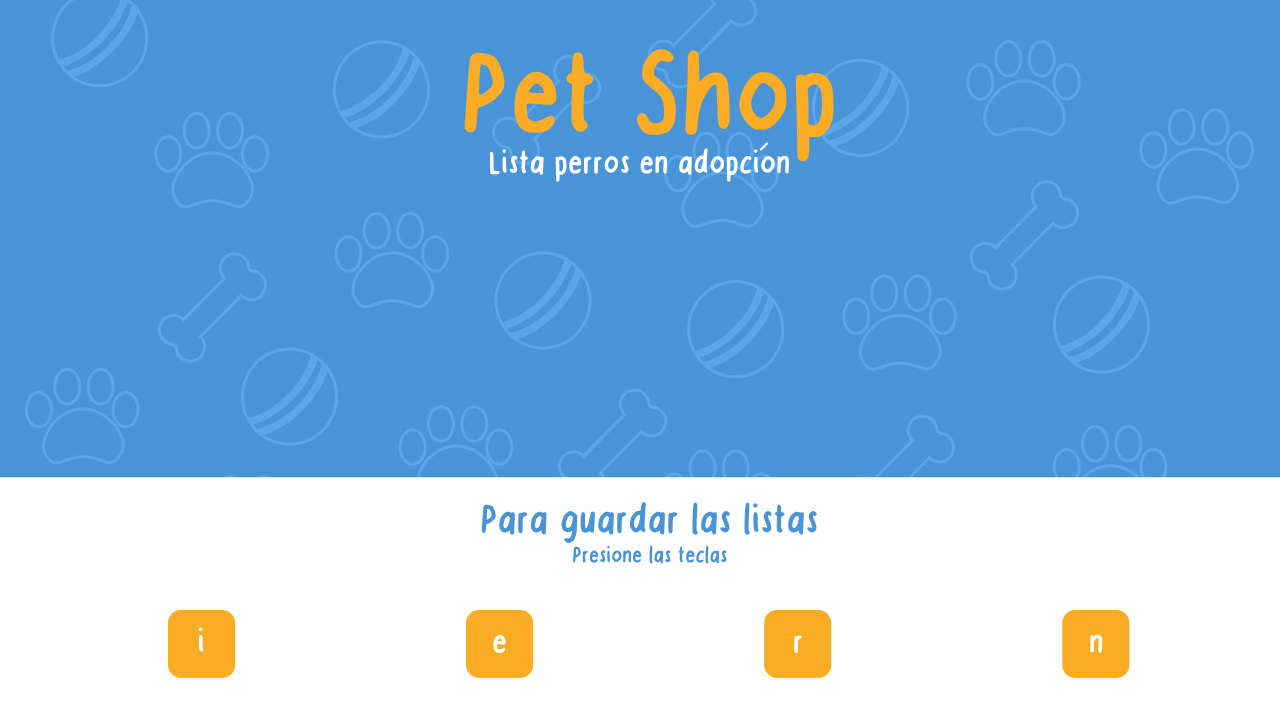 Pet Shop
Lista perros en adopción
Para guardar las listas
Presione las teclas
i e r n